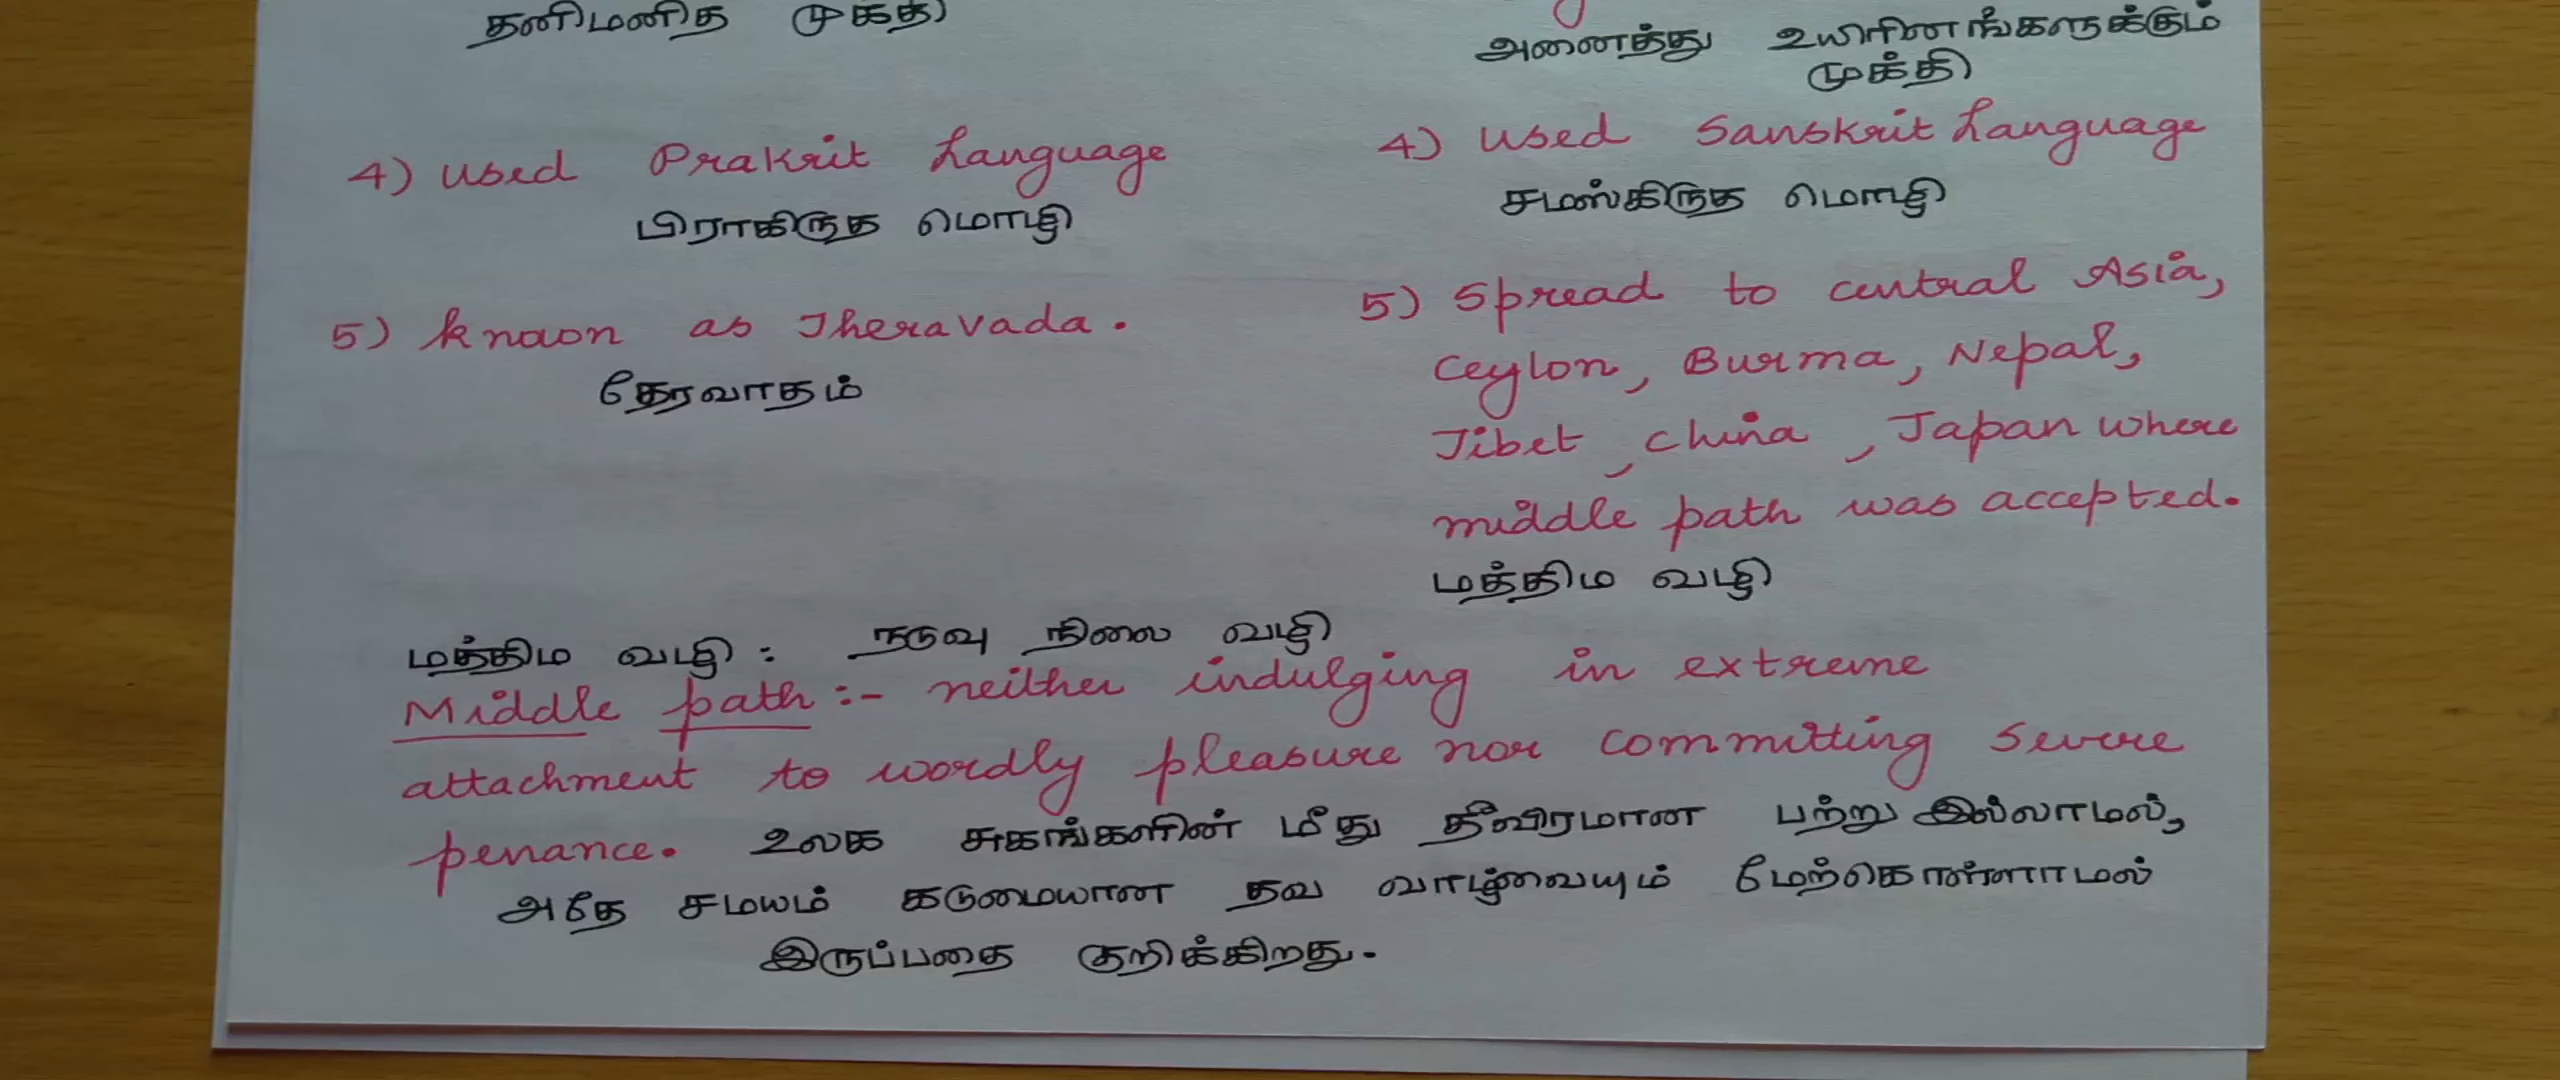 தனிமனித முக்தி
4) used Prakrit Language
பிராகிருத மொழி
5) known as Theravada.
தேரவாதம்
அனைத்து உயிரினங்களுக்கும்
முக்தி
4) used Sanskrit Language
சமஸ்கிருத மொழி
5) Spread to central Asia,
Ceylon, Burma, Nepal,
Tibet, china, Japan where
middle path was accepted.
மத்திம வழி
மத்திம வழி : நடுவு நிலை வழி
Middle path :- neither indulging in extreme
attachment to wordly pleasure nor committing severe
penance. உலக சுகங்களின் மீது தீவிரமான பற்று இல்லாமல்,
அதே சமயம் கடுமையான தவ வாழ்வையும் மேற்கொள்ளாமல்
இருப்பதை குறிக்கிறது.